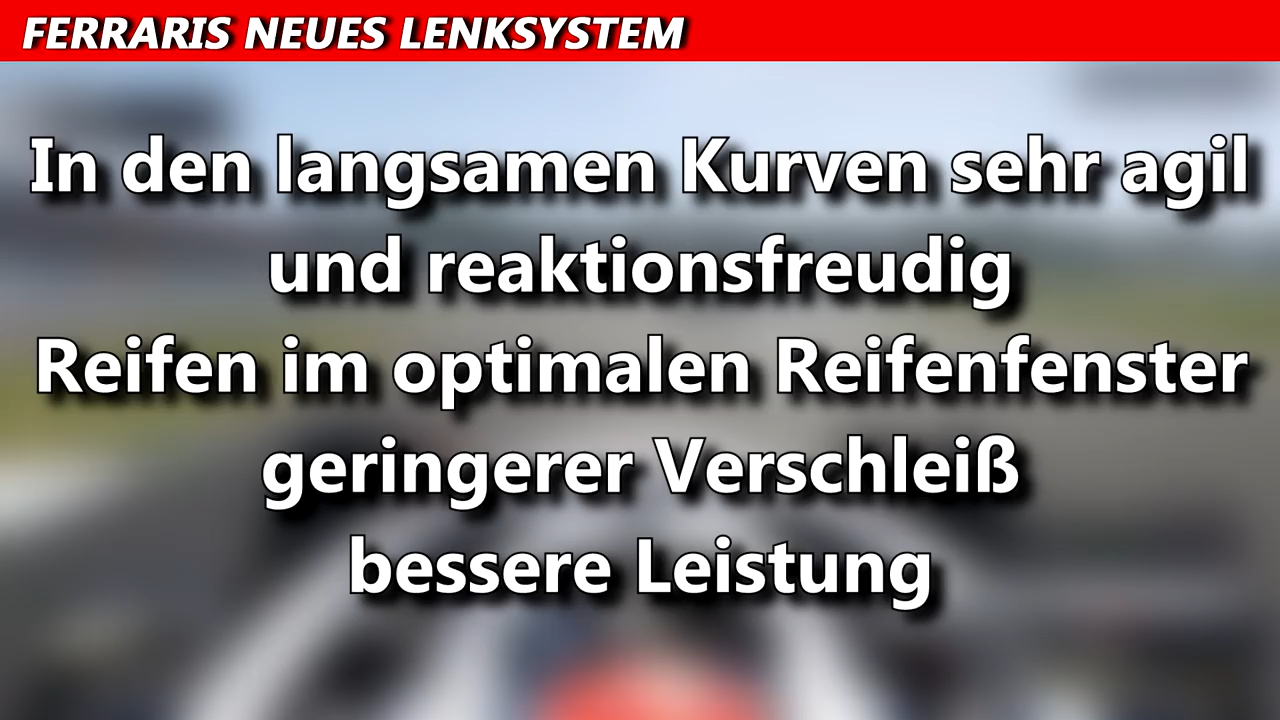 FERRARIS NEUES LENKSYSTEM
In den langsamen Kurven sehr agil
und reaktionsfreudig
Reifen im optimalen Reifenfenster
geringerer Verschleiß
bessere Leistung